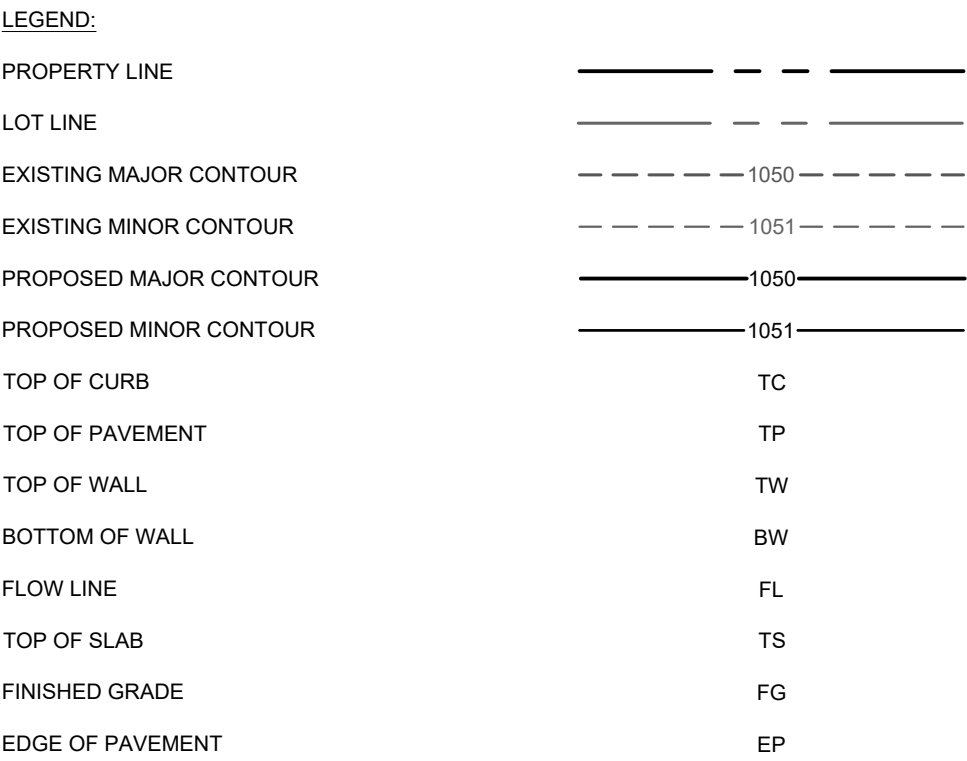 LEGEND:
PROPERTY LINE
LOT LINE
EXISTING MAJOR CONTOUR 1050
EXISTING MINOR CONTOUR 1051
PROPOSED MAJOR CONTOUR 1050
PROPOSED MINOR CONTOUR 1051
TOP OF CURB TC
TOP OF PAVEMENT TP
TOP OF WALL TW
BOTTOM OF WALL BW
FLOW LINE FL
TOP OF SLAB TS
FINISHED GRADE FG
EDGE OF PAVEMENT EP